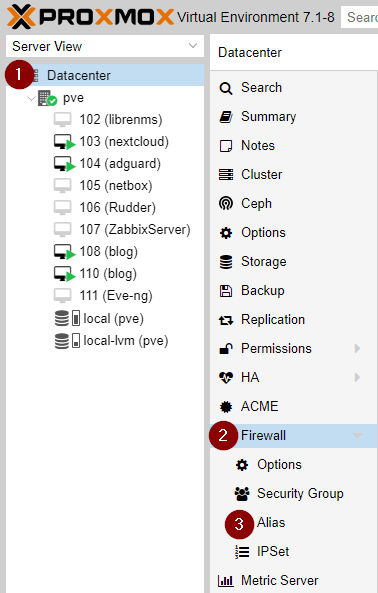 PROXMOX Virtual Environment 7.1-8 Searc
Server View
Datacenter
1 Datacenter
pve
102 (librenms)
103 (nextcloud)
104 (adguard)
105 (netbox)
106 (Rudder)
107 (ZabbixServer)
108 (blog)
110 (blog)
111 (Eve-ng)
local (pve)
local-lvm (pve)
Search
Summary
Notes
Cluster
Ceph
Options
Storage
Backup
Replication
Permissions
HA
ACME
2 Firewall
Options
Security Group
3 Alias
IPSet
Metric Server